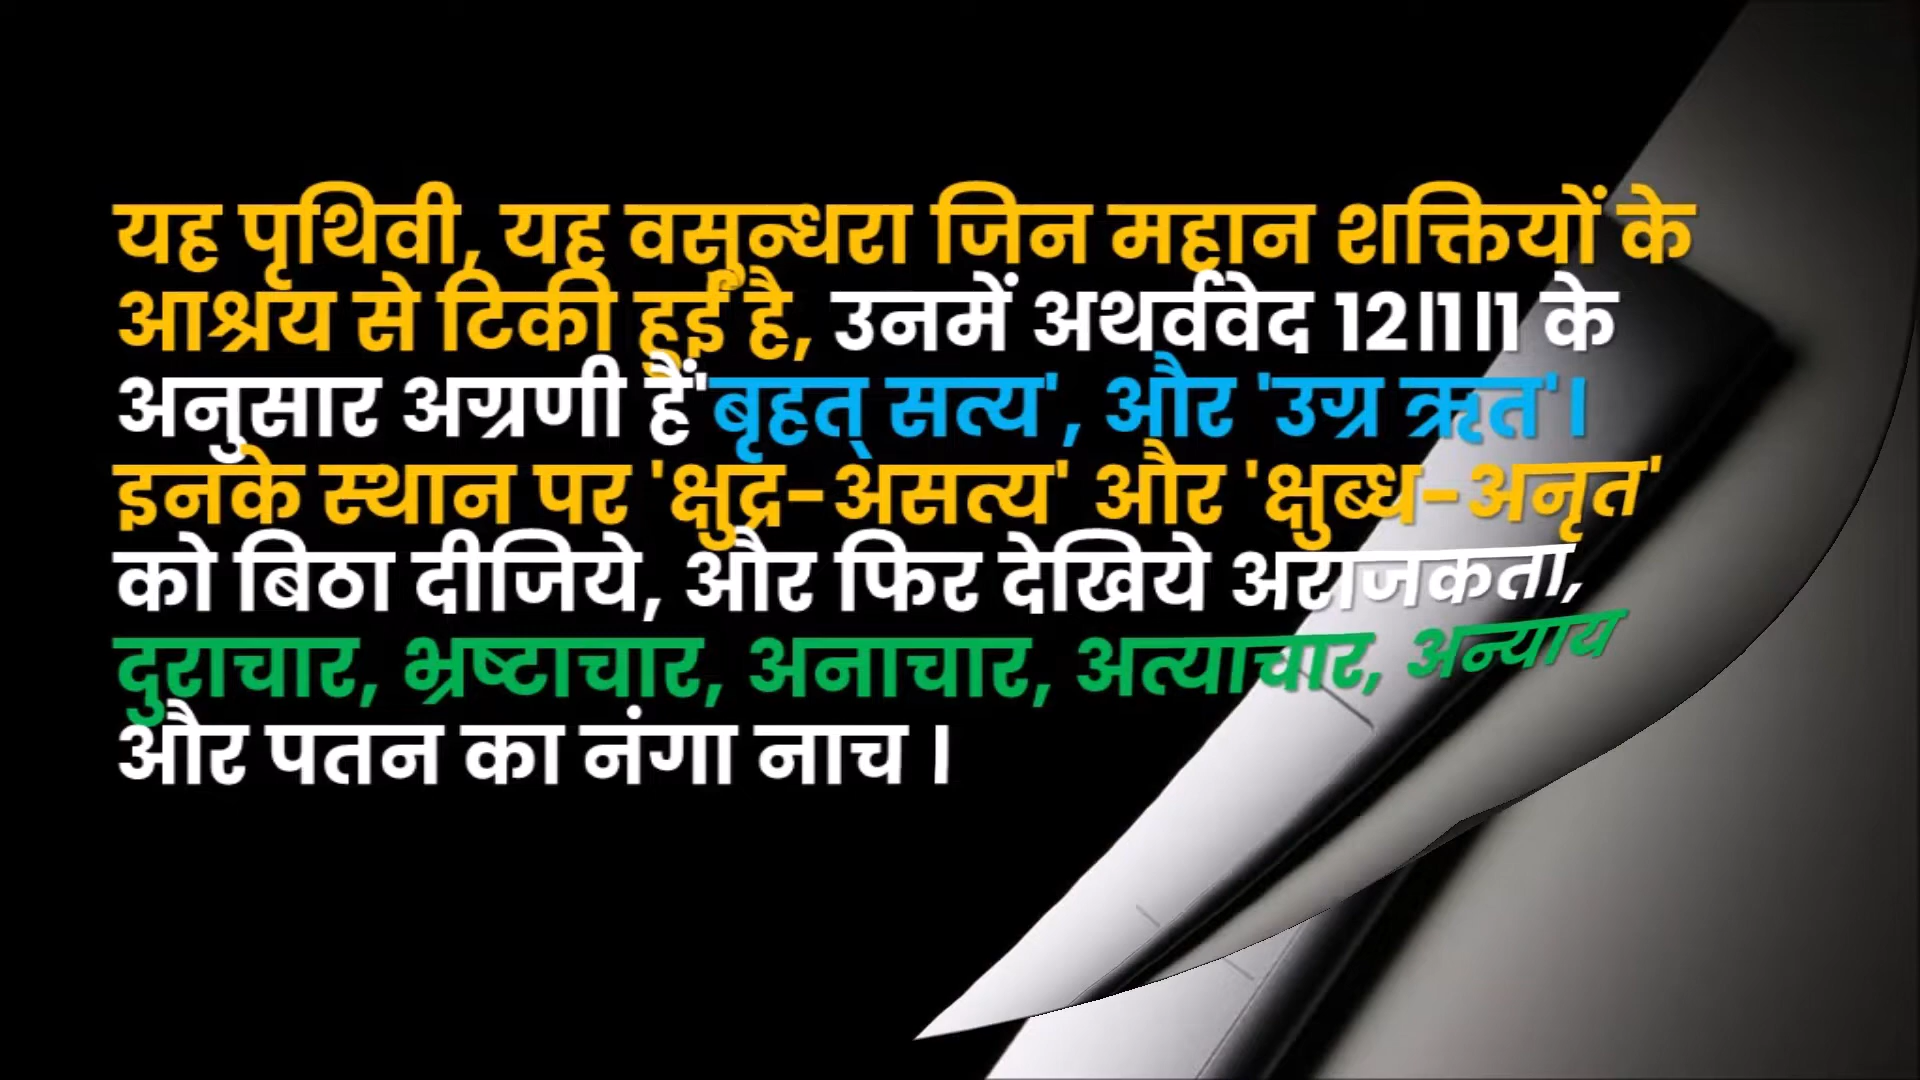 यह पृथिवी, यह वसुन्धरा जिन महान शक्तियों के
आश्रय से टिकी हुई है, उनमें अथर्ववेद 12।1।1 के
अनुसार अग्रणी हैं'बृहत् सत्य', और 'उग्र ऋत'।
इनके स्थान पर 'क्षुद्र-असत्य' और 'क्षुब्ध-अनृत'
को बिठा दीजिये, और फिर देखिये अराजकता,
दुराचार, भ्रष्टाचार, अनाचार, अत्याचार, अन्याय
और पतन का नंगा नाच ।